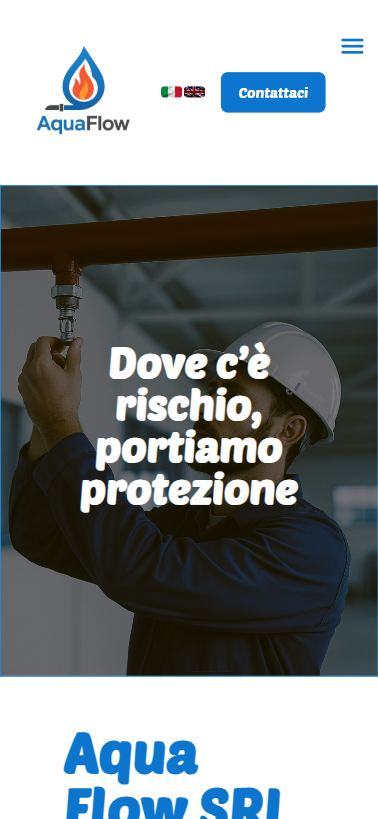 AquaFlow
Contattaci
Dove c’è
rischio,
portiamo
protezione
Aqua
Flow SRL